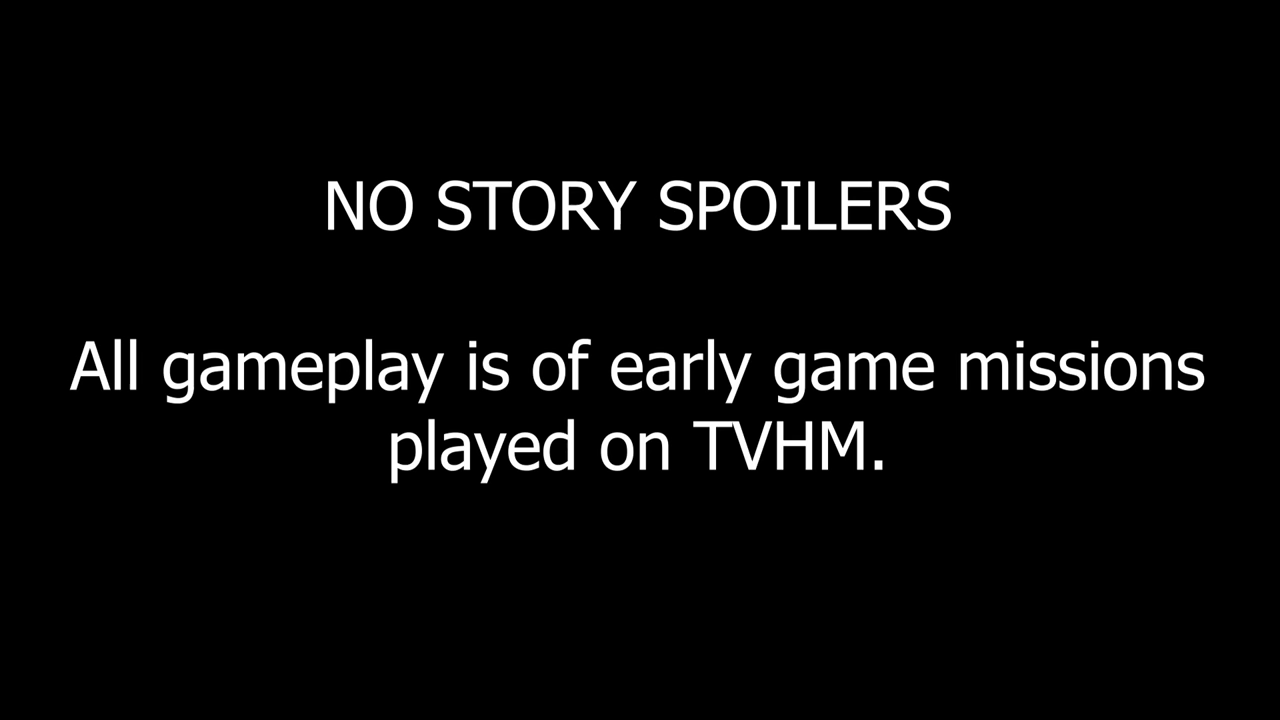 NO STORY SPOILERS
All gameplay is of early game missions
played on TVHM.